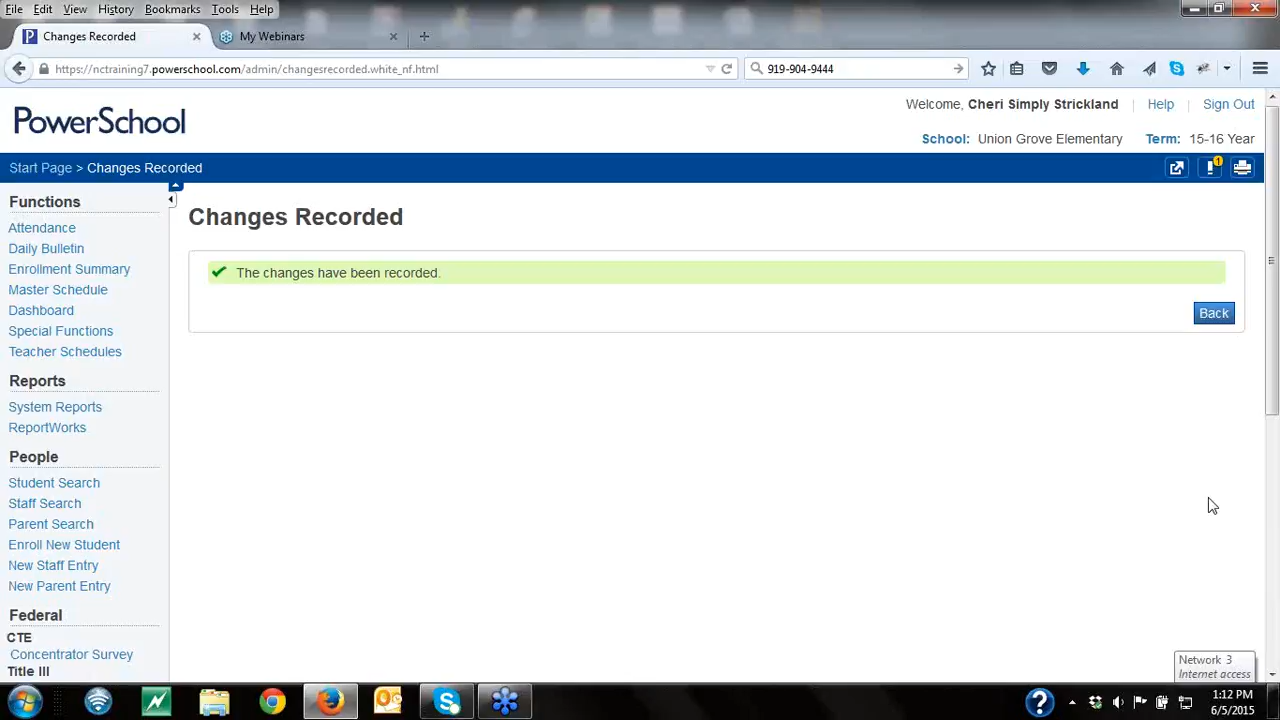 File Edit View History Bookmarks Tools Help
Changes Recorded
My Webinars
https://nctraining7.powerschool.com/admin/changesrecorded.white_nf.html
919-904-9444
PowerSchool
Welcome, Cheri Simply Strickland
Help
Sign Out
School: Union Grove Elementary Term: 15-16 Year
Start Page > Changes Recorded
1
Functions
Attendance
Daily Bulletin
Enrollment Summary
Master Schedule
Dashboard
Special Functions
Teacher Schedules
Reports
System Reports
ReportWorks
People
Student Search
Staff Search
Parent Search
Enroll New Student
New Staff Entry
New Parent Entry
Federal
CTE
Concentrator Survey
Title III
Changes Recorded
The changes have been recorded.
Back
Network 3
Internet access
1:12 PM
6/5/2015